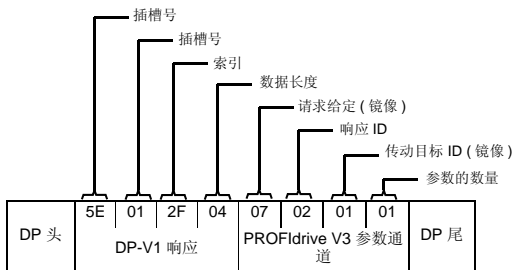 插槽号
插槽号
索引
数据长度
请求给定 ( 镜像 )
响应 ID
传动目标 ID ( 镜像 )
参数的数量
DP 头
5E 01 2F 04 07 02 01 01
DP 尾
DP-V1 响应
PROFIdrive V3 参数通
道